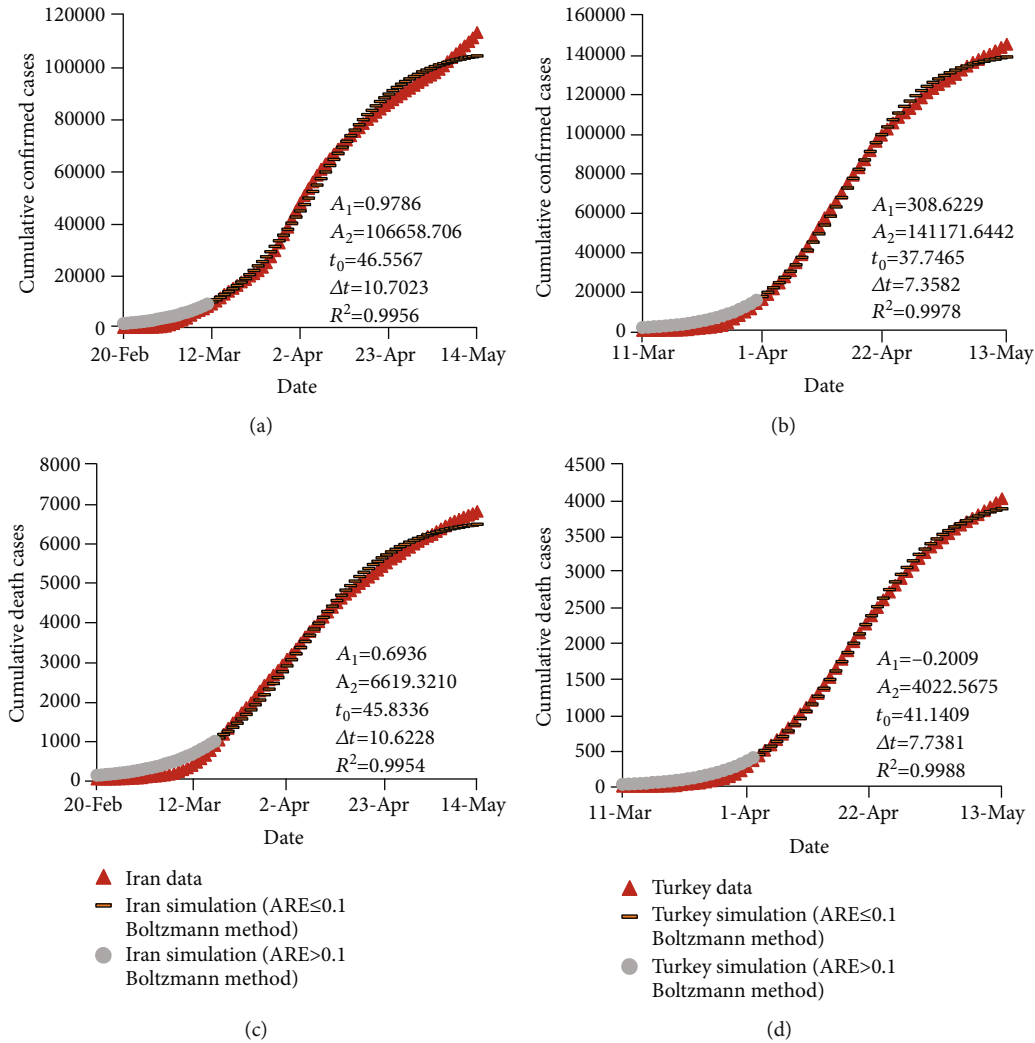 120000
100000
80000
60000
40000
20000
0
Cumulative confirmed cases
A1=0.9786
A2=106658.706
t0=46.5567
Δt=10.7023
R²=0.9956
20-Feb 12-Mar 2-Apr 23-Apr 14-May
Date
(a)
160000
140000
120000
100000
80000
60000
40000
20000
0
Cumulative confirmed cases
A1=308.6229
A2=141171.6442
t0=37.7465
Δt=7.3582
R²=0.9978
11-Mar 1-Apr 22-Apr 13-May
Date
(b)
8000
7000
6000
5000
4000
3000
2000
1000
0
Cumulative death cases
A1=0.6936
A2=6619.3210
t0=45.8336
Δt=10.6228
R²=0.9954
20-Feb 12-Mar 2-Apr 23-Apr 14-May
Date
Iran data
Iran simulation (ARE≤0.1
Boltzmann method)
Iran simulation (ARE>0.1
Boltzmann method)
(c)
4500
4000
3500
3000
2500
2000
1500
1000
500
0
Cumulative death cases
A1=–0.2009
A2=4022.5675
t0=41.1409
Δt=7.7381
R²=0.9988
11-Mar 1-Apr 22-Apr 13-May
Date
Turkey data
Turkey simulation (ARE≤0.1
Boltzmann method)
Turkey simulation (ARE>0.1
Boltzmann method)
(d)